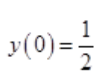 y(0) = 1/2